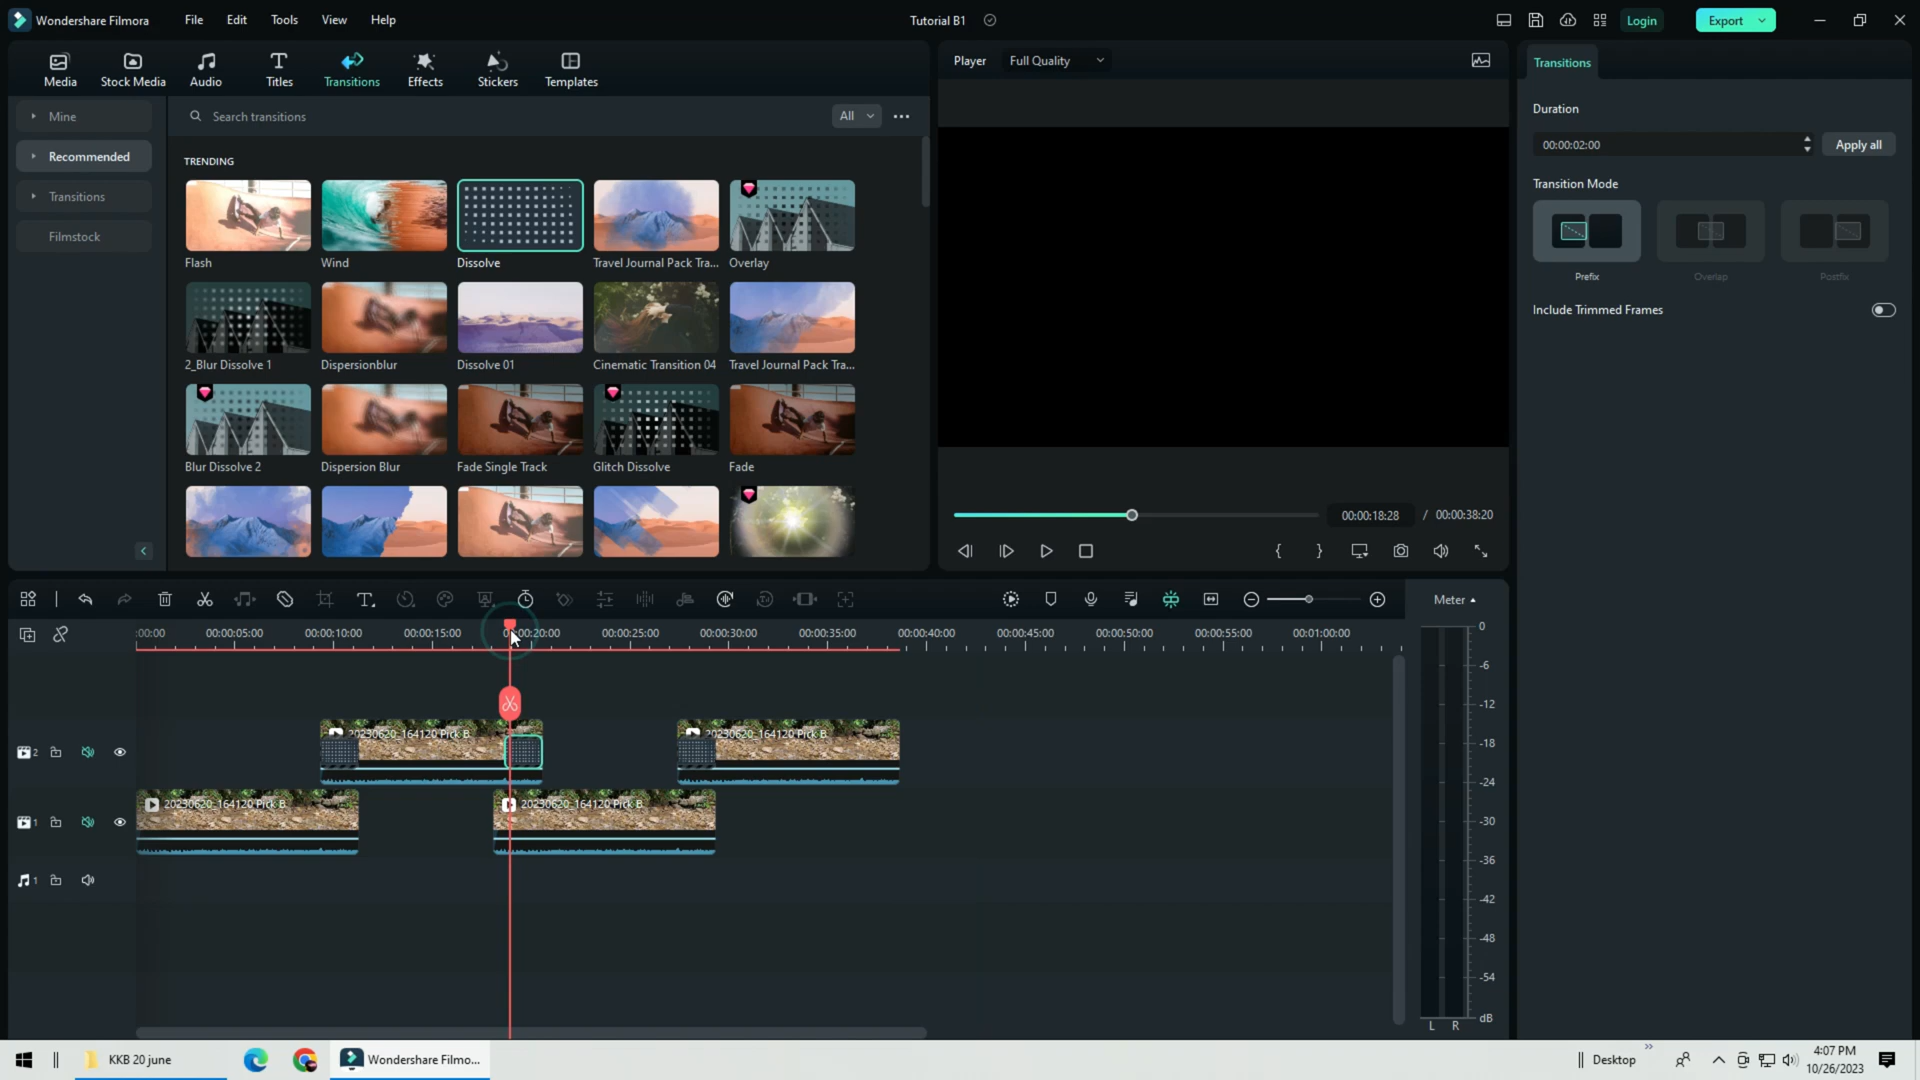 Wondershare Filmora File Edit Tools View Help Tutorial B1 Login Export
Media Stock Media Audio Titles Transitions Effects Stickers Templates
Player Full Quality
Transitions
Mine
Recommended
Transitions
Filmstock
Search transitions All
TRENDING
Flash Wind Dissolve Travel Journal Pack Tra... Overlay
2_Blur Dissolve 1 Dispersionblur Dissolve 01 Cinematic Transition 04 Travel Journal Pack Tra...
Blur Dissolve 2 Dispersion Blur Fade Single Track Glitch Dissolve Fade
00:00:18:28 / 00:00:38:20
Duration
00:00:02:00 Apply all
Transition Mode
Prefix Overlap Postfix
Include Trimmed Frames
Meter
:00:00 00:00:05:00 00:00:10:00 00:00:15:00 00:00:20:00 00:00:25:00 00:00:30:00 00:00:35:00 00:00:40:00 00:00:45:00 00:00:50:00 00:00:55:00 00:01:00:00
2 20230620_164120 Pick B 20230620_164120 Pick B
1 20230620_164120 Pick B 20230620_164120 Pick B
1
0
-6
-12
-18
-24
-30
-36
-42
-48
-54
dB
L R
KKB 20 june Wondershare Filmo... Desktop
4:07 PM
10/26/2023